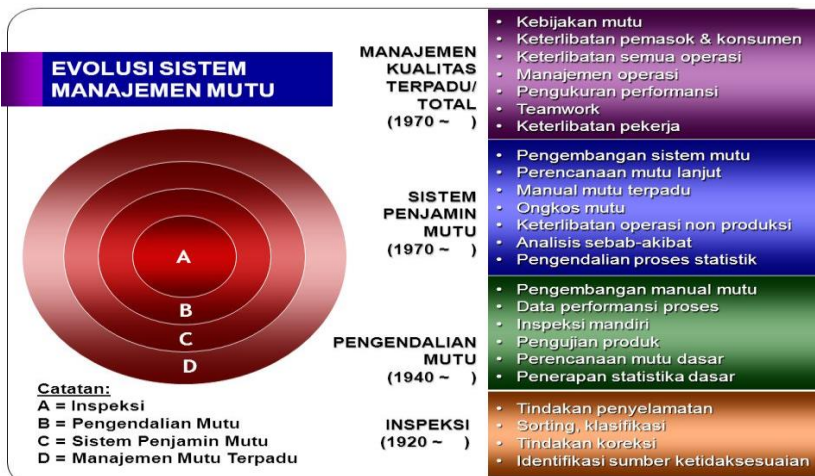 EVOLUSI SISTEM
MANAJEMEN MUTU
A
B
C
D
Catatan:
A = Inspeksi
B = Pengendalian Mutu
C = Sistem Penjamin Mutu
D = Manajemen Mutu Terpadu
MANAJEMEN
KUALITAS
TERPADU/
TOTAL
(1970 ~ )
• Kebijakan mutu
• Keterlibatan pemasok & konsumen
• Keterlibatan semua operasi
• Manajemen operasi
• Pengukuran performansi
• Teamwork
• Keterlibatan pekerja
SISTEM
PENJAMIN
MUTU
(1970 ~ )
• Pengembangan sistem mutu
• Perencanaan mutu lanjut
• Manual mutu terpadu
• Ongkos mutu
• Keterlibatan operasi non produksi
• Analisis sebab-akibat
• Pengendalian proses statistik
PENGENDALIAN
MUTU
(1940 ~ )
• Pengembangan manual mutu
• Data performansi proses
• Inspeksi mandiri
• Pengujian produk
• Perencanaan mutu dasar
• Penerapan statistika dasar
INSPEKSI
(1920 ~ )
• Tindakan penyelamatan
• Sorting, klasifikasi
• Tindakan koreksi
• Identifikasi sumber ketidaksesuaian